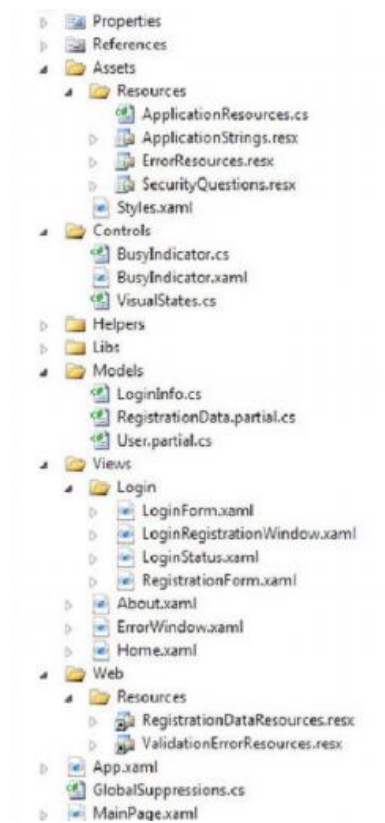 Properties
References
Assets
Resources
ApplicationResources.cs
ApplicationStrings.resx
ErrorResources.resx
SecurityQuestions.resx
Styles.xaml
Controls
BusyIndicator.cs
BusyIndicator.xaml
VisualStates.cs
Helpers
Libs
Models
LoginInfo.cs
RegistrationData.partial.cs
User.partial.cs
Views
Login
LoginForm.xaml
LoginRegistrationWindow.xaml
LoginStatus.xaml
RegistrationForm.xaml
About.xaml
ErrorWindow.xaml
Home.xaml
Web
Resources
RegistrationDataResources.resx
ValidationErrorResources.resx
App.xaml
GlobalSuppressions.cs
MainPage.xaml